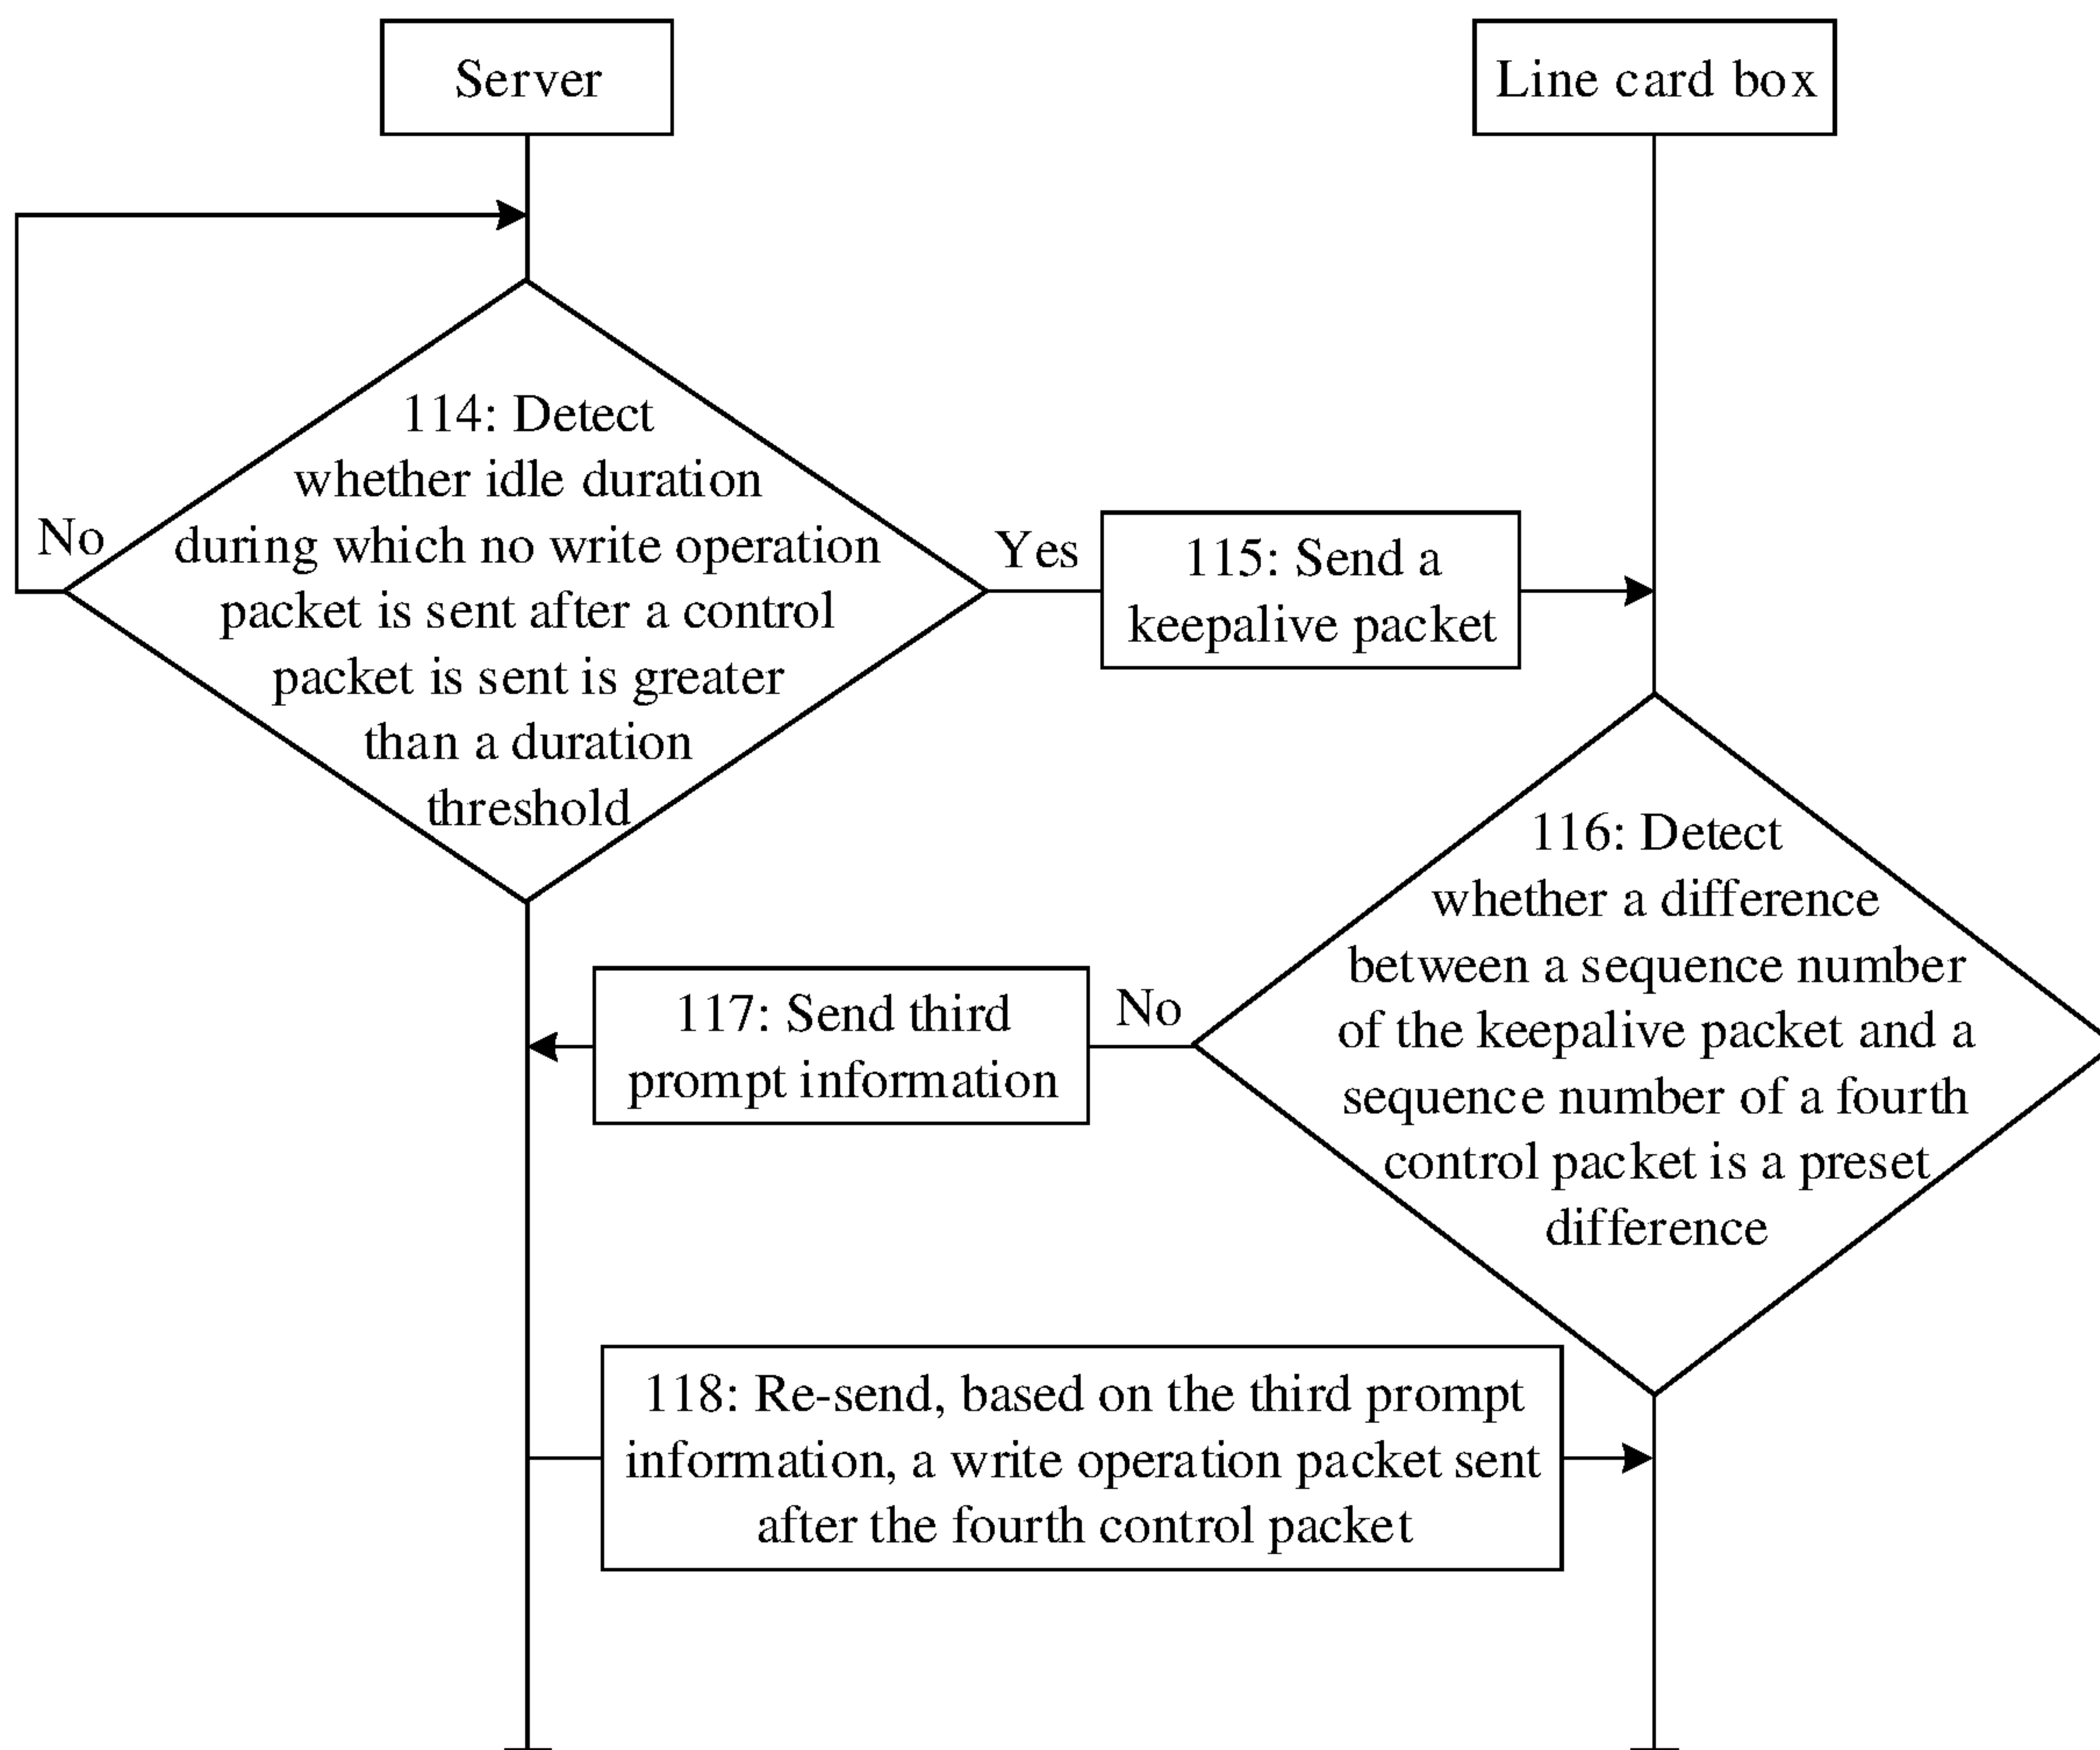 Server
Line card box
114: Detect
whether idle duration
during which no write operation
packet is sent after a control
packet is sent is greater
than a duration
threshold
No
Yes
115: Send a
keepalive packet
116: Detect
whether a difference
between a sequence number
of the keepalive packet and a
sequence number of a fourth
control packet is a preset
difference
No
117: Send third
prompt information
118: Re-send, based on the third prompt
information, a write operation packet sent
after the fourth control packet